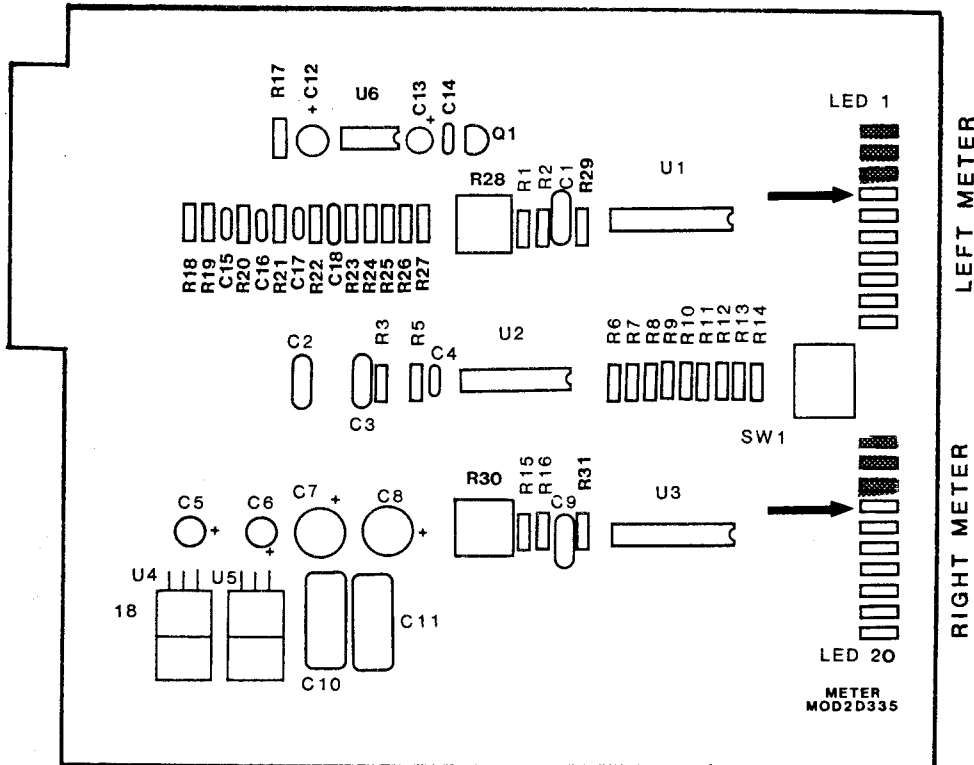 R17
+ C12
U6
C13
+
C14
Q1
LED 1
LEFT METER
R28
R1
R2
C1
R29
U1
R18
R19
C15
R20
C16
R21
C17
R22
C18
R23
R24
R25
R26
R27
C2
C3
R3
R5
C4
U2
R6
R7
R8
R9
R10
R11
R12
R13
R14
SW1
RIGHT METER
C5
+
C6
+
C7
+
C8
+
R30
R15
R16
C9
R31
U3
U4
U5
18
C10
C11
LED 20
METER
MOD2D335